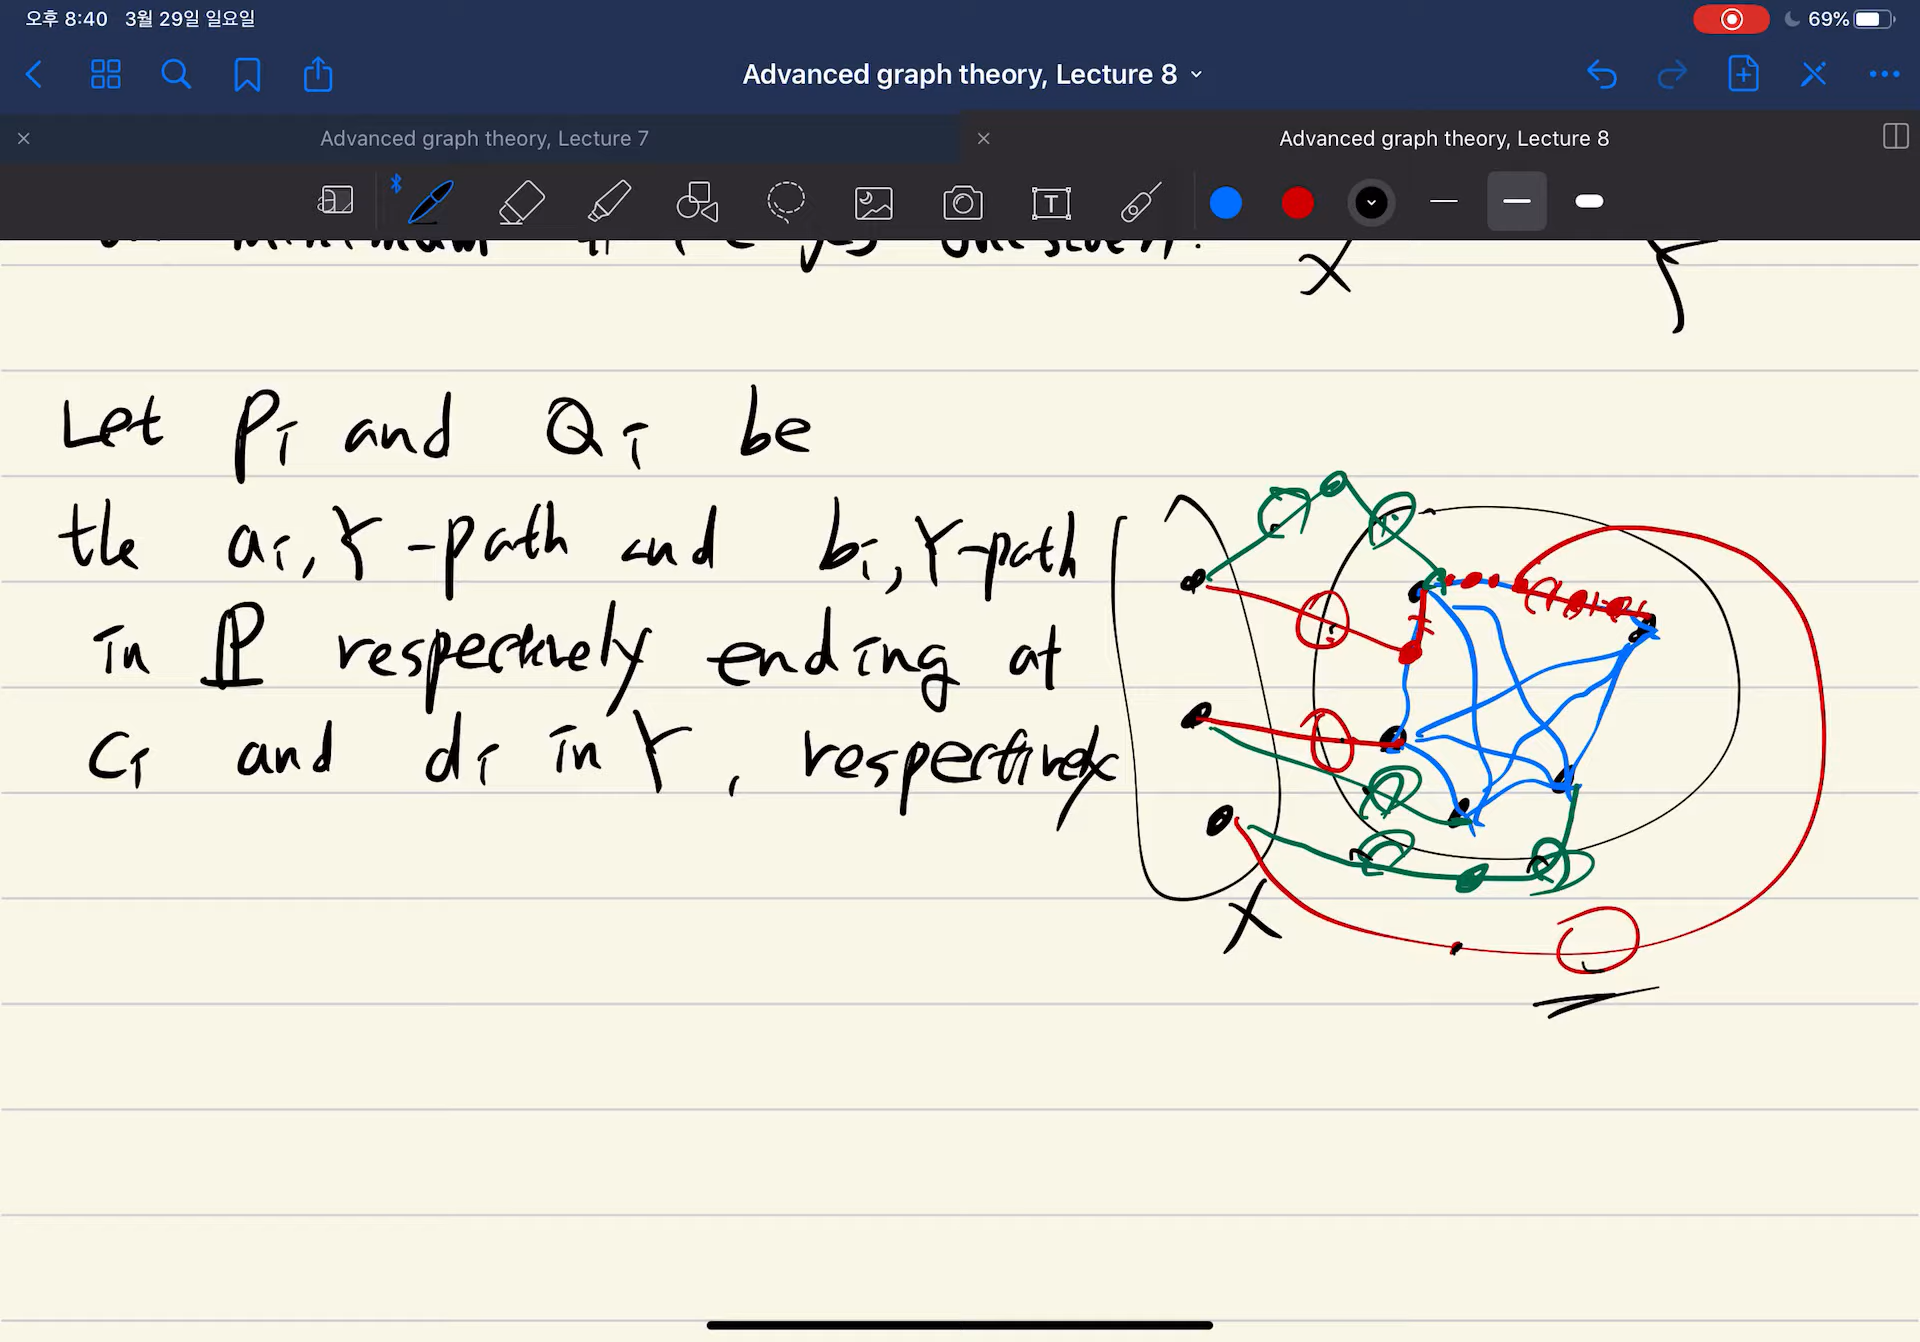 오후 8:40 3월 29일 일요일
69%
Advanced graph theory, Lecture 8
Advanced graph theory, Lecture 7
Advanced graph theory, Lecture 8
minimum
X
Let Pi and Qi be
the ai, Y-path and bi, Y-path
in ℙ respectively ending at
ci and di in Y, respectively
X